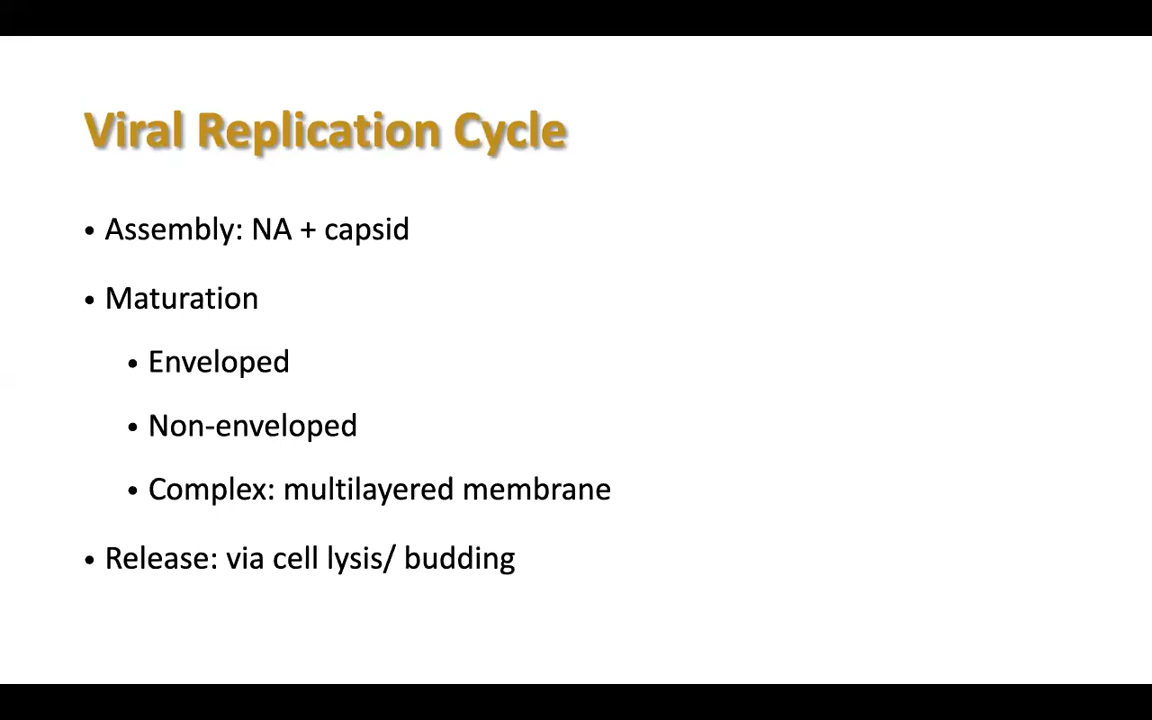 Viral Replication Cycle
• Assembly: NA + capsid
• Maturation
• Enveloped
• Non-enveloped
• Complex: multilayered membrane
• Release: via cell lysis/ budding